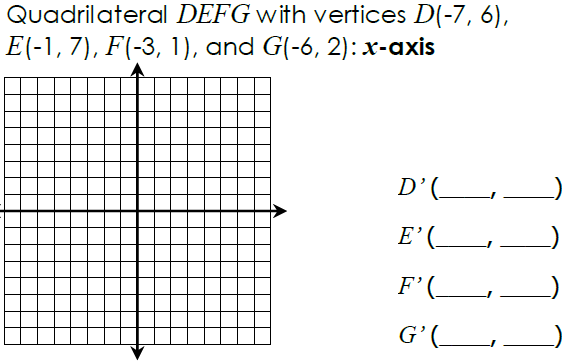 Quadrilateral DEFG with vertices D(-7, 6),
E(-1, 7), F(-3, 1), and G(-6, 2): x-axis
D’(____, ____)
E’(____, ____)
F’(____, ____)
G’(____, ____)